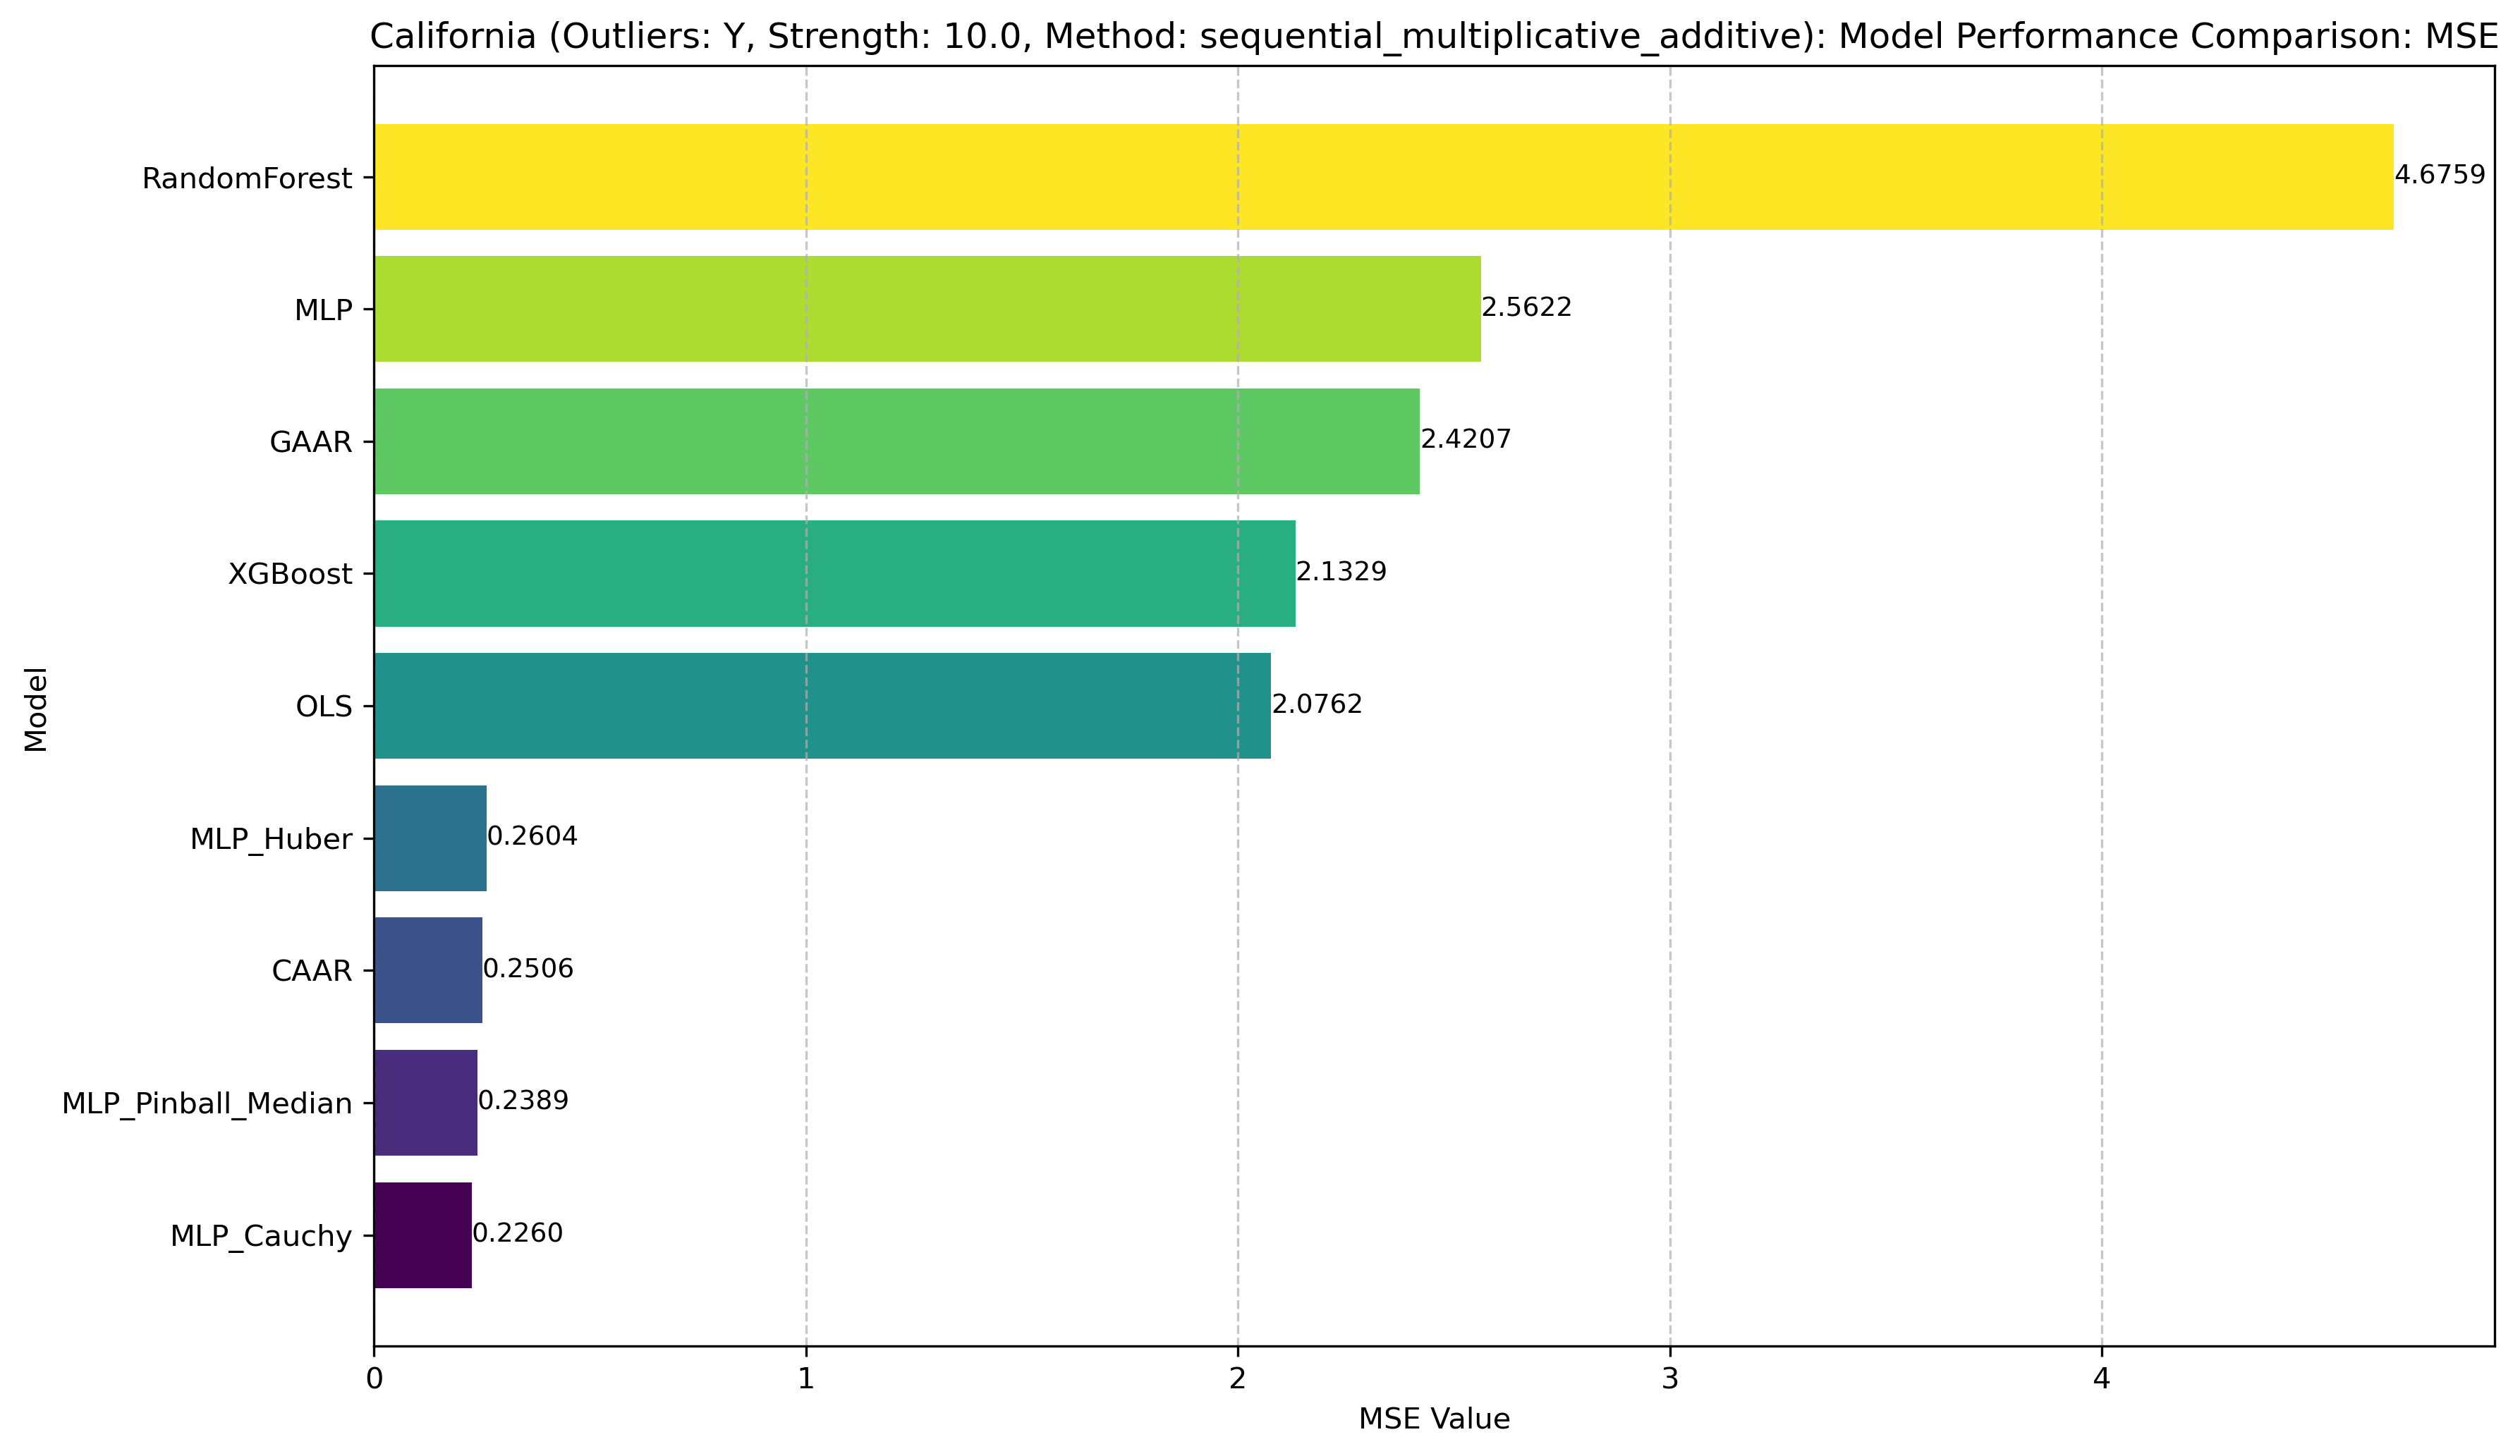 California (Outliers: Y, Strength: 10.0, Method: sequential_multiplicative_additive): Model Performance Comparison: MSE
RandomForest
4.6759
MLP
2.5622
GAAR
2.4207
XGBoost
2.1329
OLS
2.0762
MLP_Huber
0.2604
CAAR
0.2506
MLP_Pinball_Median
0.2389
MLP_Cauchy
0.2260
Model
0 1 2 3 4
MSE Value